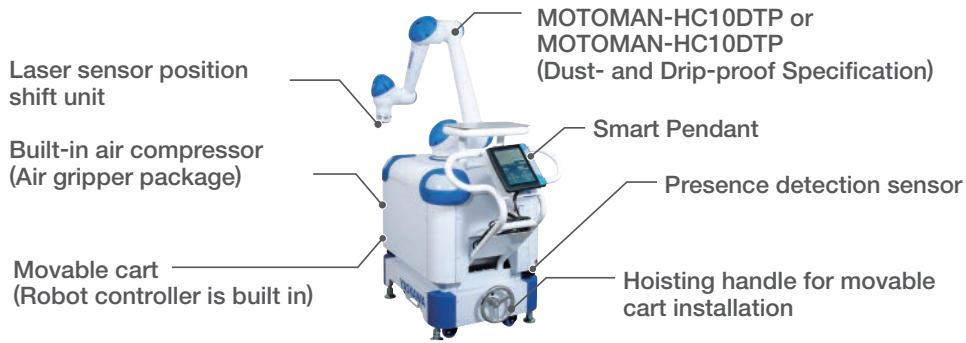 MOTOMAN-HC10DTP or
MOTOMAN-HC10DTP
(Dust- and Drip-proof Specification)
Laser sensor position
shift unit
Smart Pendant
Built-in air compressor
(Air gripper package)
Presence detection sensor
Movable cart
(Robot controller is built in)
Hoisting handle for movable
cart installation
YASKAWA